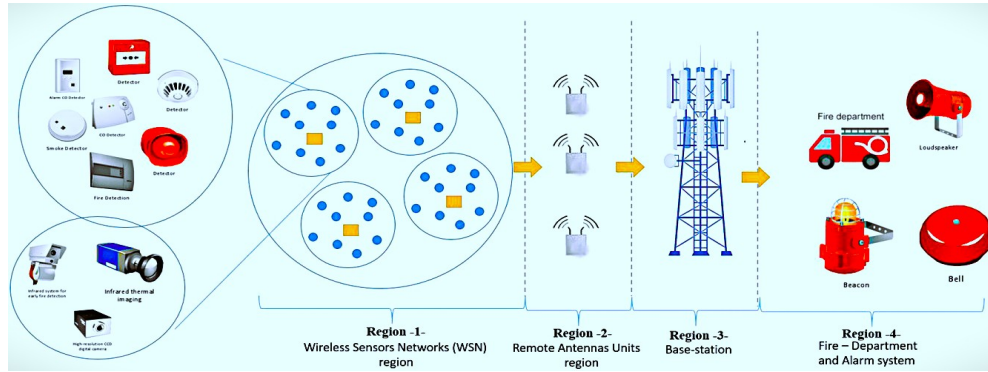 Detector
Alarm CO Detector
Detector
CO Detector
Smoke Detector
Detector
Fire Detection
Infrared system for
early fire detection
Infrared thermal
imaging
High-resolution CCD
digital camera
Fire department
Loudspeaker
Beacon
Bell
Region -1-
Wireless Sensors Networks (WSN)
region
Region -2-
Remote Antennas Units
region
Region -3-
Base-station
Region -4-
Fire – Department
and Alarm system